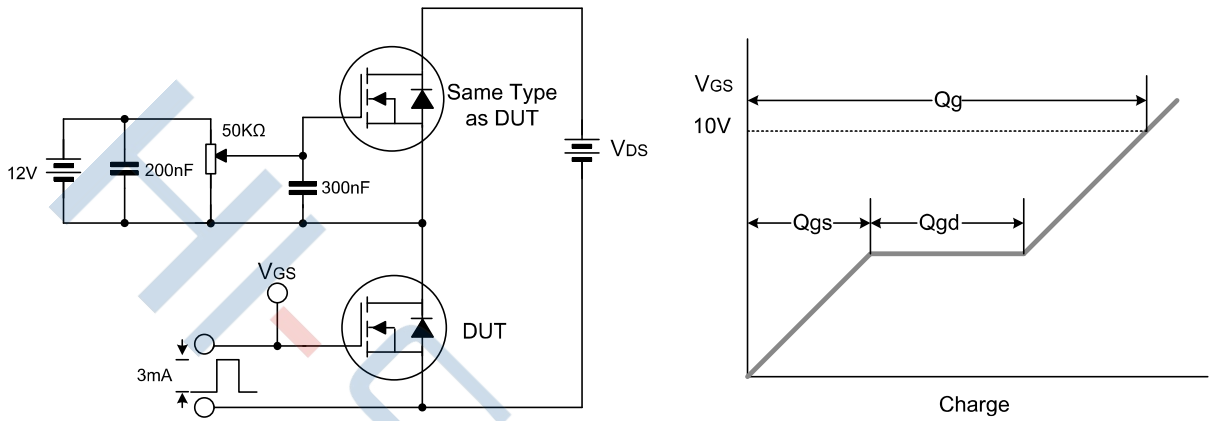 Same Type
as DUT
50KΩ
12V
200nF
300nF
VDS
VGS
DUT
3mA
VGS
10V
Qg
Qgs
Qgd
Charge